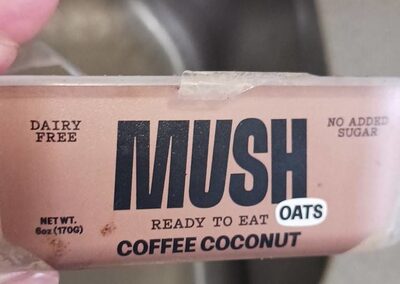 DAIRY
FREE
MUSH
NO ADDED
SUGAR
NET WT.
6oz (170G)
READY TO EAT OATS
COFFEE COCONUT